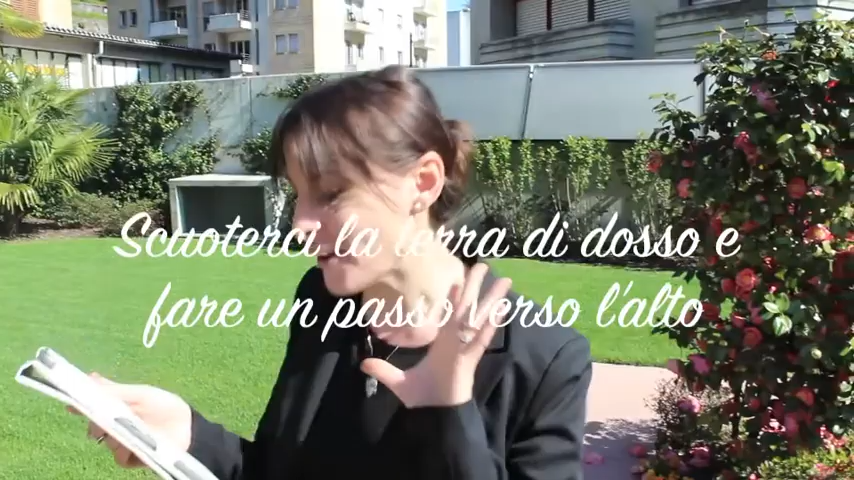 Scuoterci la terra di dosso e
fare un passo verso l'alto